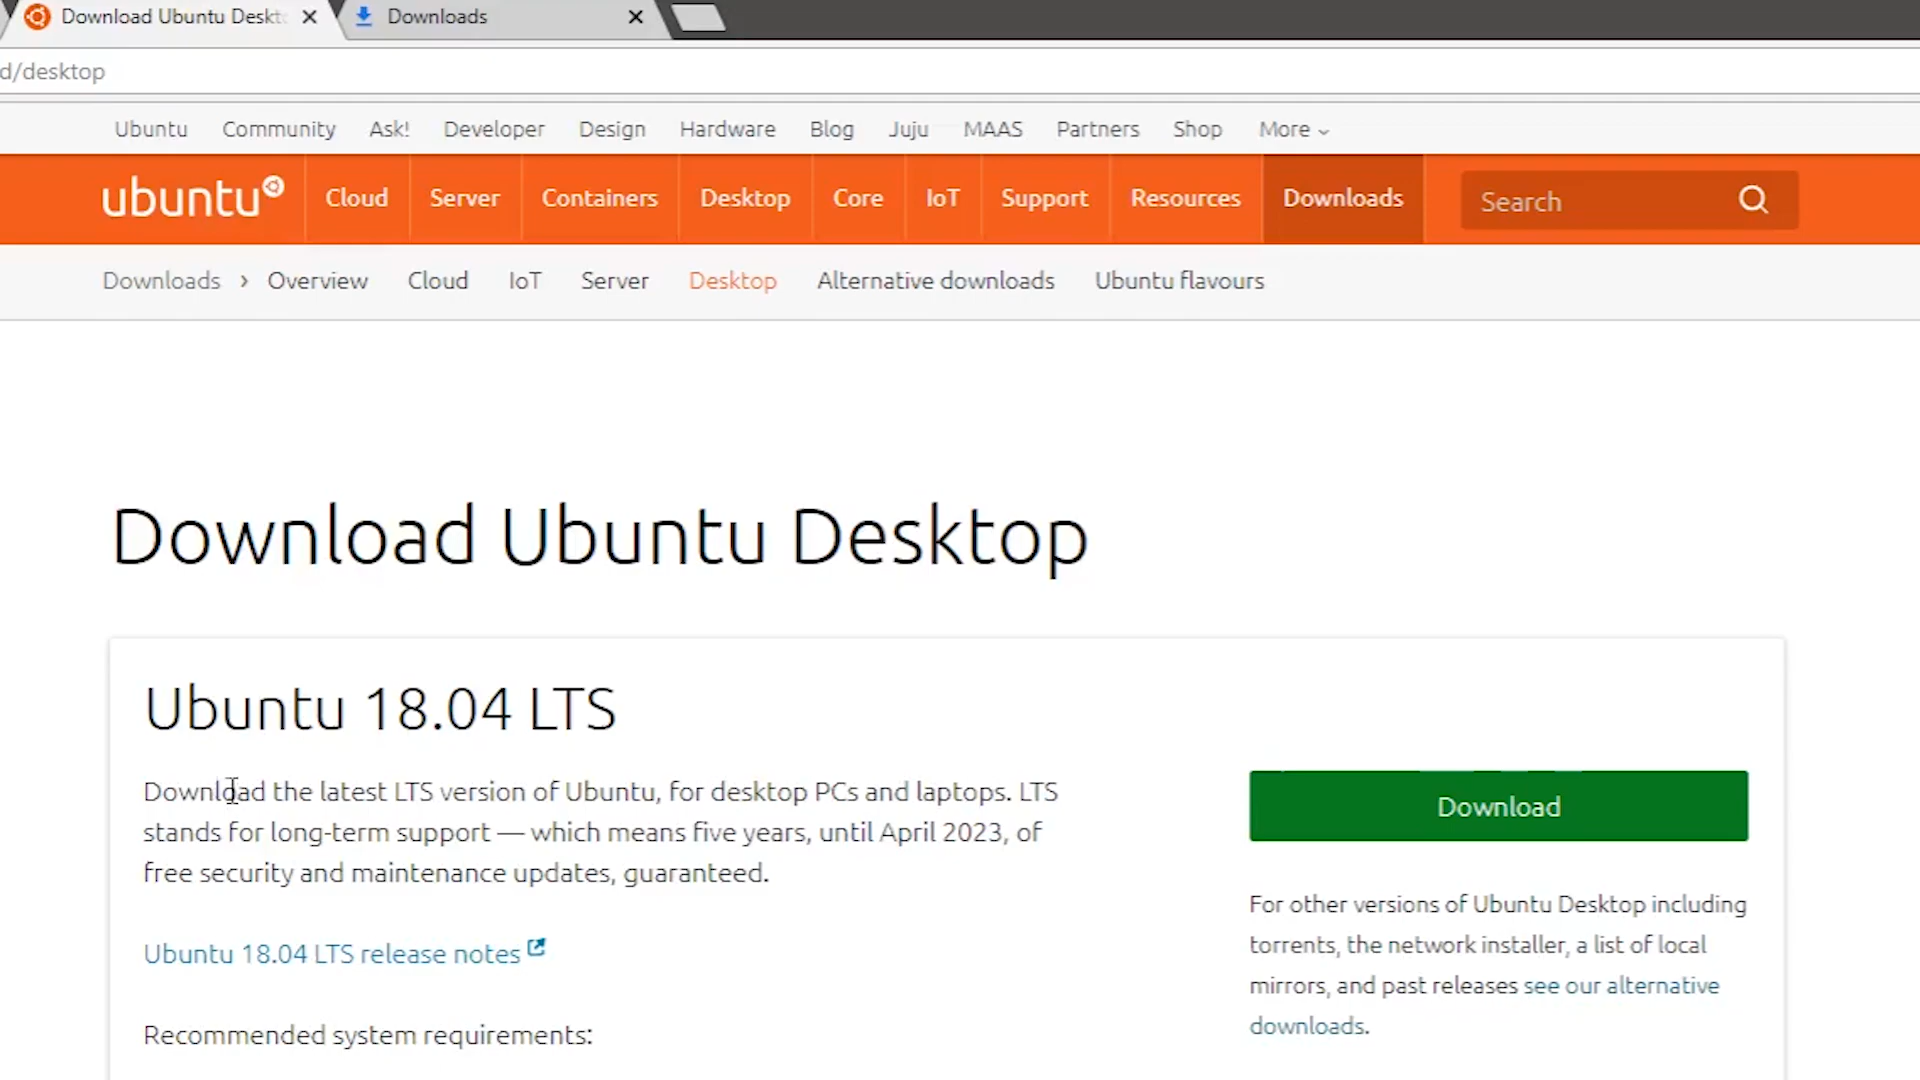 Download Ubuntu Deskt
Downloads
d/desktop
Ubuntu Community Ask! Developer Design Hardware Blog Juju MAAS Partners Shop More
ubuntu Cloud Server Containers Desktop Core IoT Support Resources Downloads Search
Downloads › Overview Cloud IoT Server Desktop Alternative downloads Ubuntu flavours
Download Ubuntu Desktop
Ubuntu 18.04 LTS
Download the latest LTS version of Ubuntu, for desktop PCs and laptops. LTS
stands for long-term support — which means five years, until April 2023, of
free security and maintenance updates, guaranteed.
Ubuntu 18.04 LTS release notes
Recommended system requirements:
Download
For other versions of Ubuntu Desktop including
torrents, the network installer, a list of local
mirrors, and past releases see our alternative
downloads.